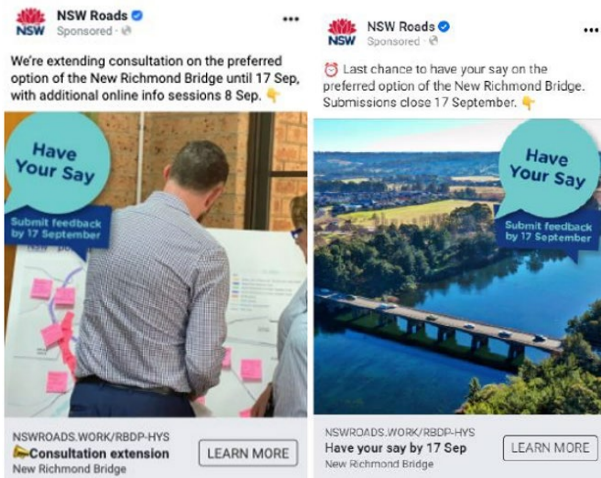 NSW Roads
Sponsored ·
We're extending consultation on the preferred
option of the New Richmond Bridge until 17 Sep,
with additional online info sessions 8 Sep. 👇
Have
Your Say
Submit feedback
by 17 September
NSW
NSWROADS.WORK/RBDP-HYS
📣Consultation extension
New Richmond Bridge
LEARN MORE
NSW
NSW Roads
Sponsored ·
⏰ Last chance to have your say on the
preferred option of the New Richmond Bridge.
Submissions close 17 September. 👇
Have
Your Say
Submit feedback
by 17 September
NSWROADS.WORK/RBDP-HYS
Have your say by 17 Sep
New Richmond Bridge
LEARN MORE